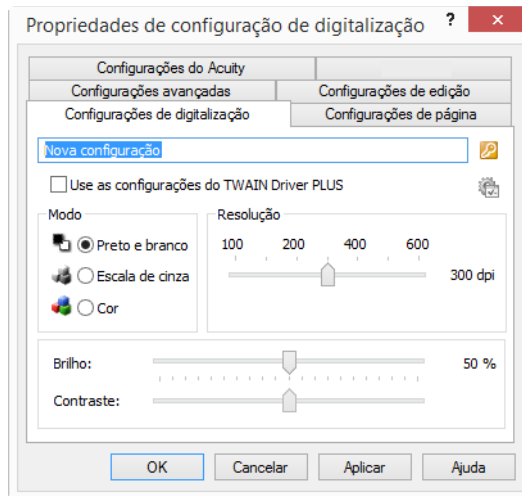 Propriedades de configuração de digitalização ? ×
Configurações do Acuity
Configurações avançadas Configurações de edição
Configurações de digitalização Configurações de página
Nova configuração
Use as configurações do TWAIN Driver PLUS
Modo Resolução
Preto e branco 100 200 400 600
Escala de cinza 300 dpi
Cor
Brilho: 50 %
Contraste:
OK Cancelar Aplicar Ajuda